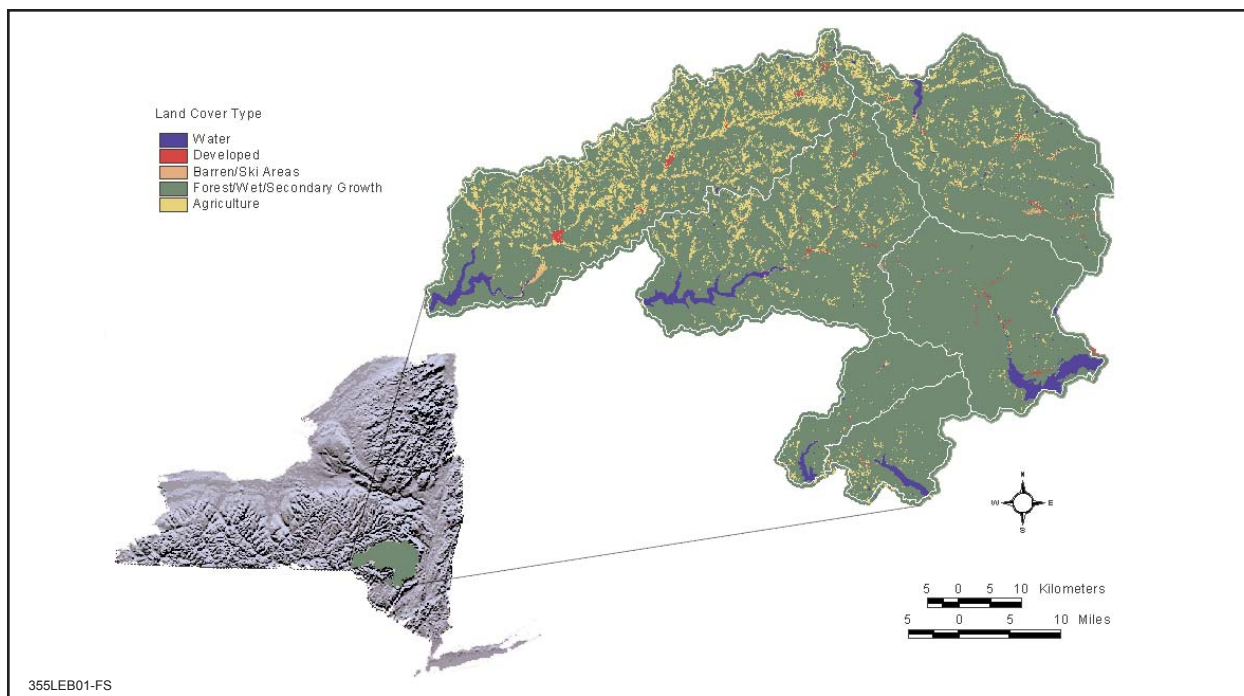 Land Cover Type
Water
Developed
Barren/Ski Areas
Forest/Wet/Secondary Growth
Agriculture
N
W E
S
5 0 5 10 Kilometers
5 0 5 10 Miles
355LEB01-FS